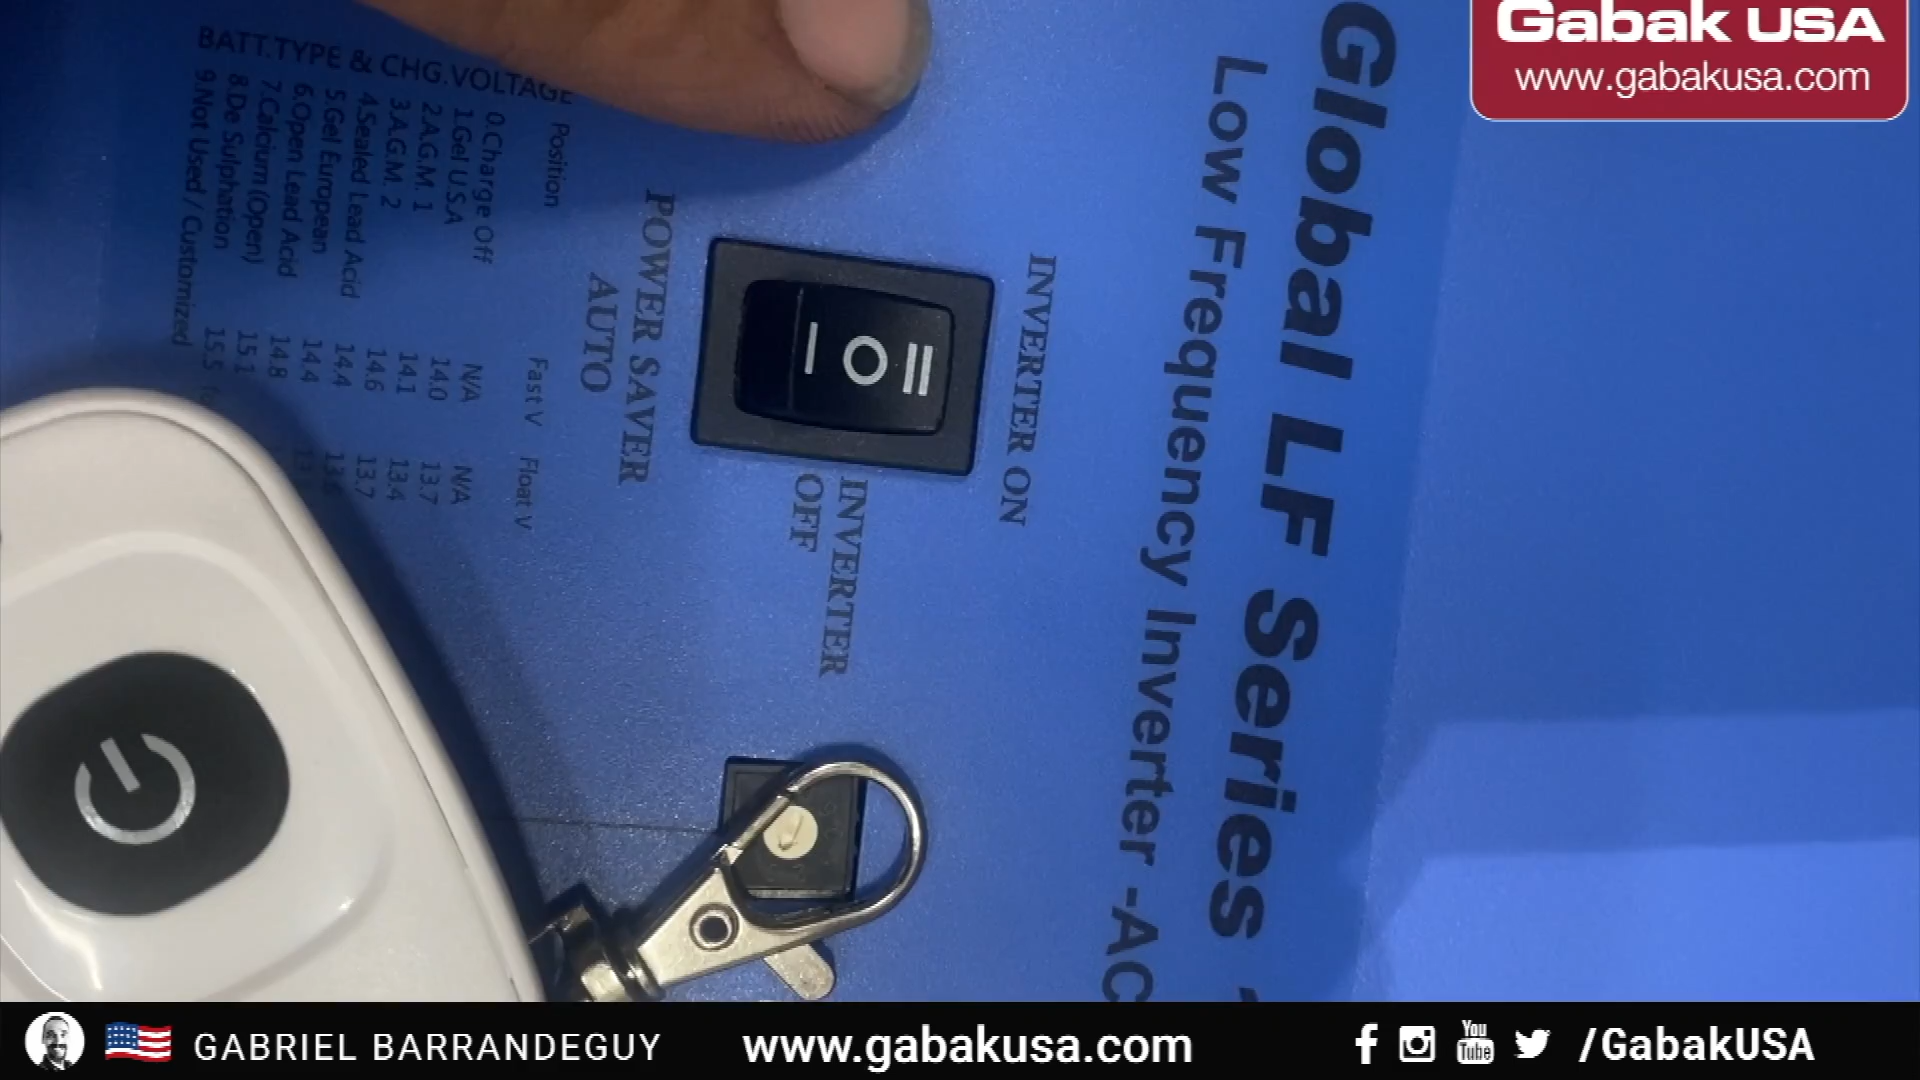 Gabak USA
www.gabakusa.com
Global LF Series
Low Frequency Inverter -AC
INVERTER ON
INVERTER
OFF
POWER SAVER
AUTO
BATT.TYPE & CHG.VOLTAGE
Position Fast V Float V
0.Charge Off N/A N/A
1.Gel U.S.A 14.0 13.7
2.A.G.M. 1 14.1 13.4
3.A.G.M. 2 14.6 13.7
4.Sealed Lead Acid 14.4 13.6
5.Gel European 14.4
6.Open Lead Acid 14.8
7.Calcium (Open) 15.1
8.De Sulphation 15.5
9.Not Used / Customized
GABRIEL BARRANDEGUY
www.gabakusa.com
You
Tube
/GabakUSA